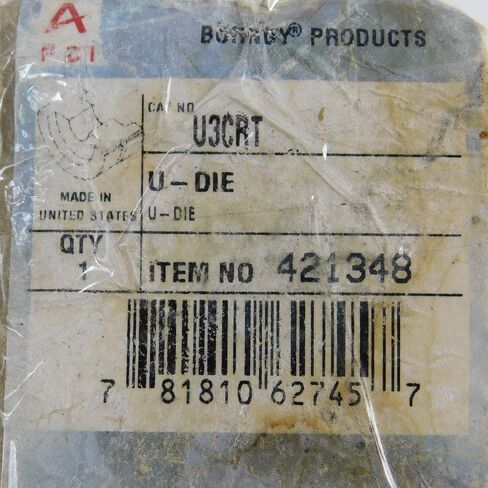 A
BURNDY® PRODUCTS
CAT NO
U3CRT
U-DIE
U-DIE
MADE IN
UNITED STATES
QTY
1
ITEM NO 421348
7 81810 62745 7